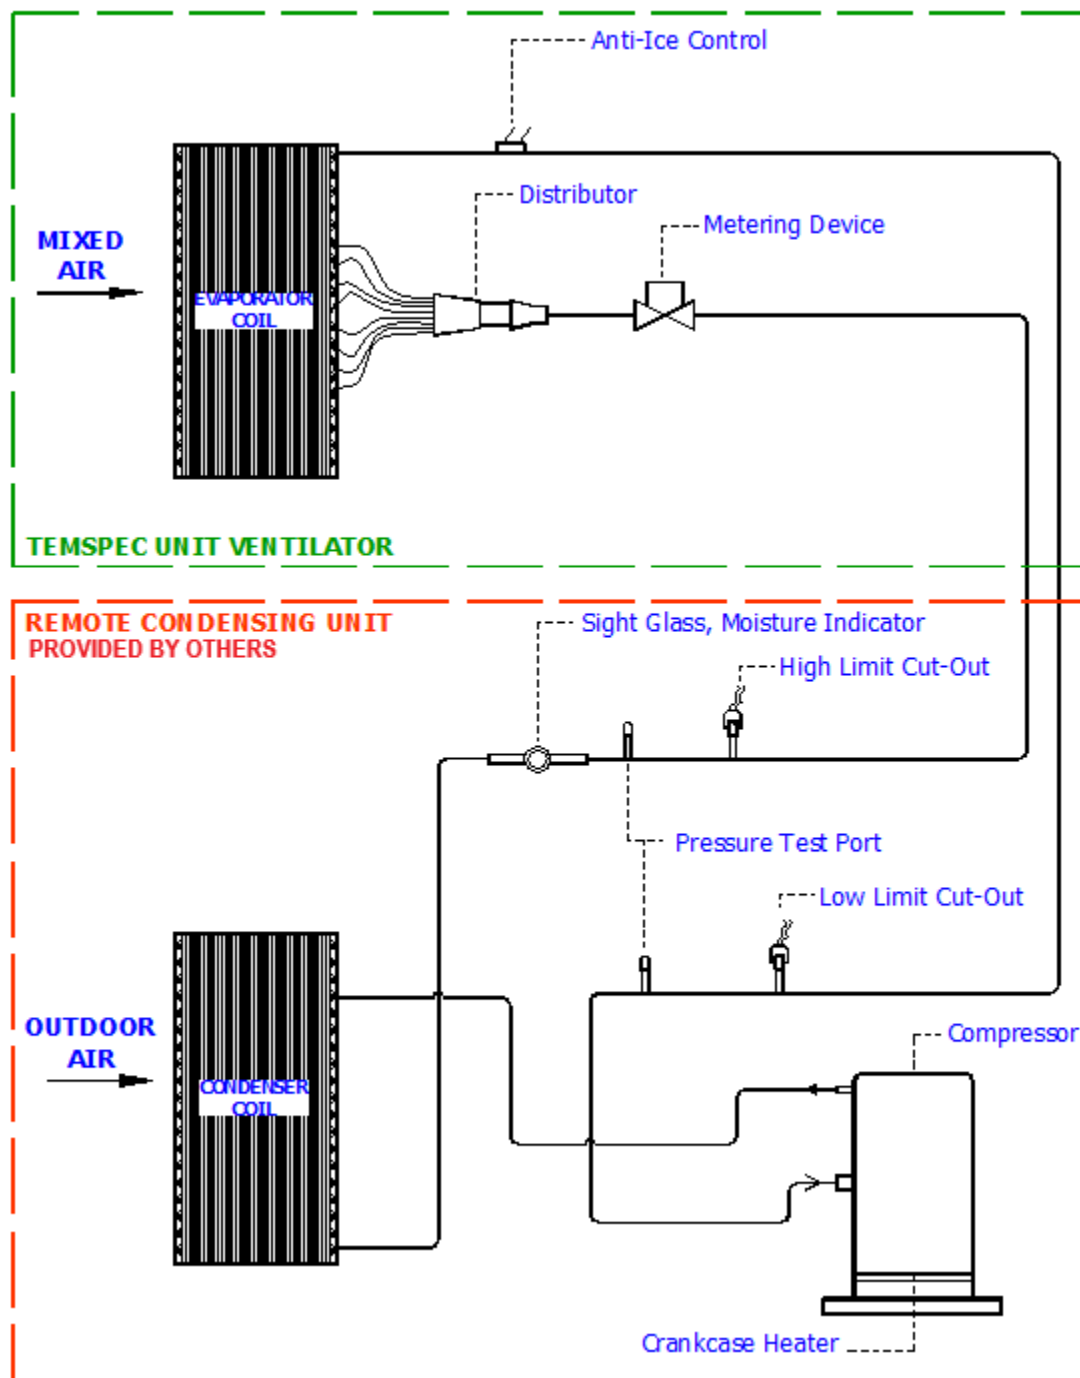 Anti-Ice Control
Distributor
Metering Device
MIXED
AIR
EVAPORATOR
COIL
TEMSPEC UNIT VENTILATOR
REMOTE CONDENSING UNIT
PROVIDED BY OTHERS
Sight Glass, Moisture Indicator
High Limit Cut-Out
Pressure Test Port
Low Limit Cut-Out
OUTDOOR
AIR
CONDENSER
COIL
Compressor
Crankcase Heater